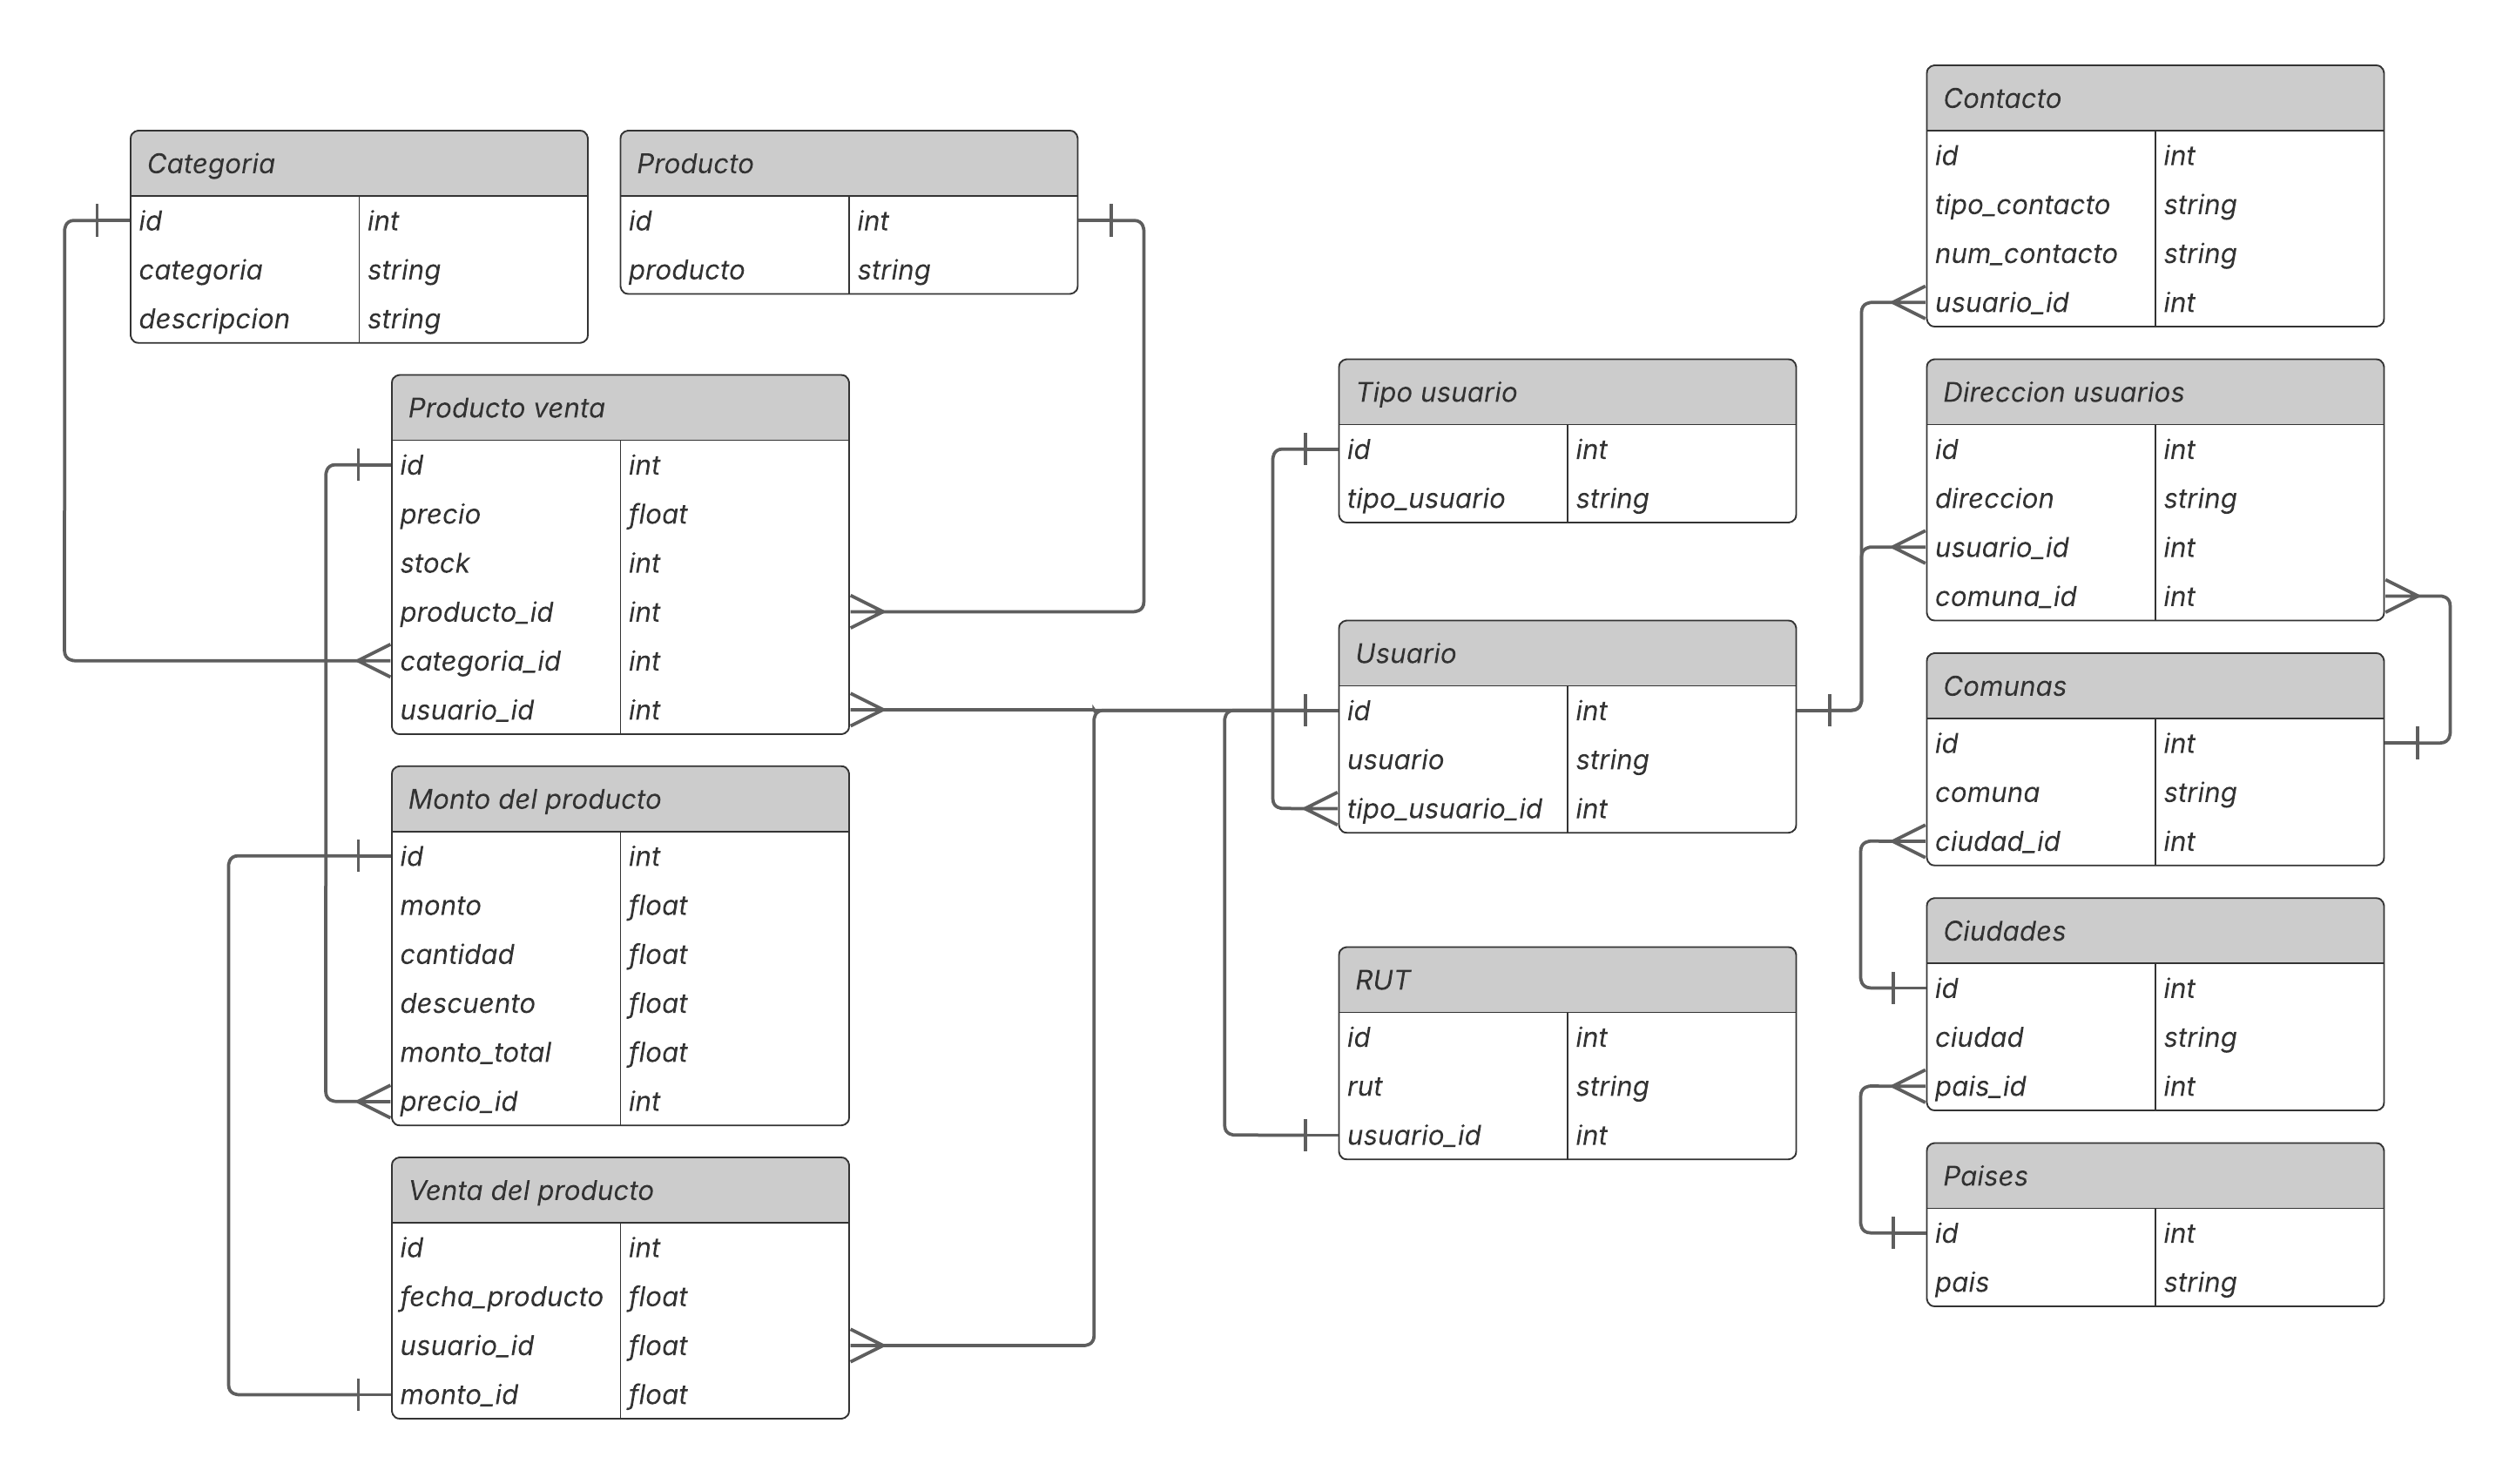 Categoria
id int
categoria string
descripcion string
Producto
id int
producto string
Producto venta
id int
precio float
stock int
producto_id int
categoria_id int
usuario_id int
Monto del producto
id int
monto float
cantidad float
descuento float
monto_total float
precio_id int
Venta del producto
id int
fecha_producto float
usuario_id float
monto_id float
Tipo usuario
id int
tipo_usuario string
Usuario
id int
usuario string
tipo_usuario_id int
RUT
id int
rut string
usuario_id int
Contacto
id int
tipo_contacto string
num_contacto string
usuario_id int
Direccion usuarios
id int
direccion string
usuario_id int
comuna_id int
Comunas
id int
comuna string
ciudad_id int
Ciudades
id int
ciudad string
pais_id int
Paises
id int
pais string